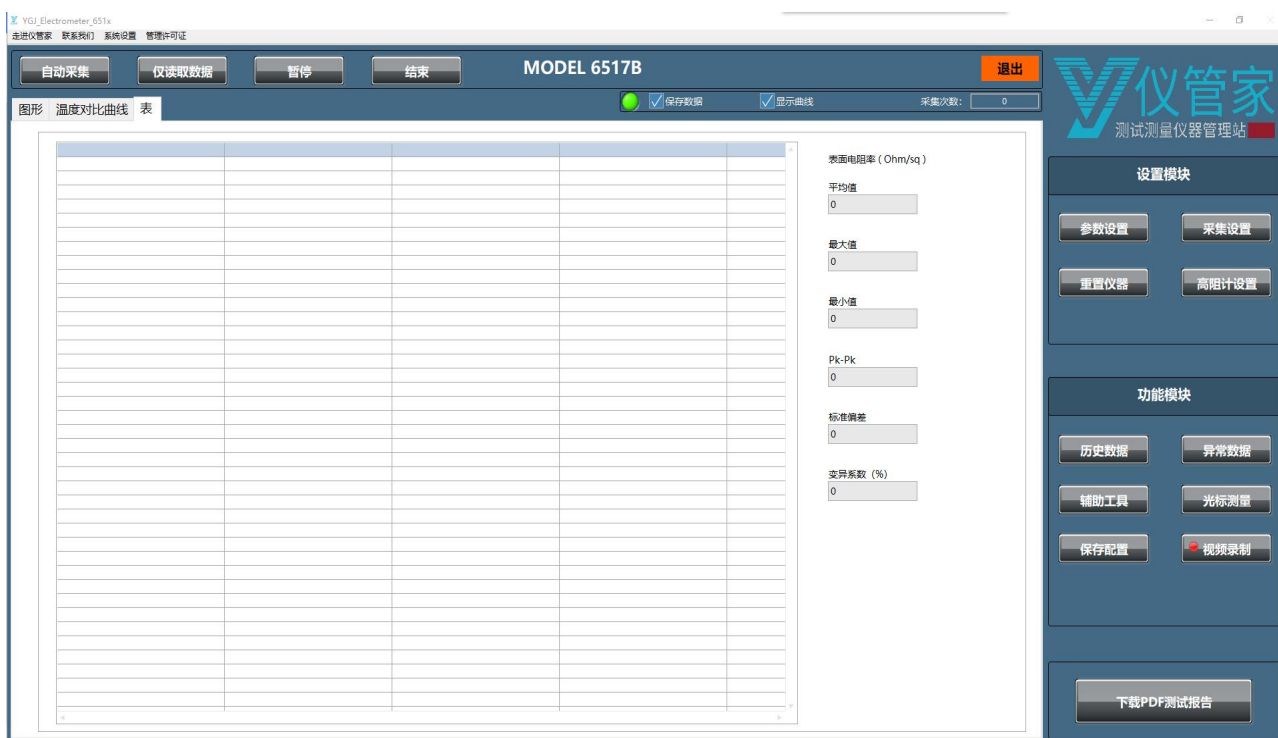 YGJ_Electrometer_651x
走进仪管家 联系我们 系统设置 管理许可证
自动采集 仅读取数据 暂停 结束 MODEL 6517B 退出
保存数据 显示曲线 采集次数: 0
图形 温度对比曲线 表
仪管家
测试测量仪器管理站
表面电阻率 ( Ohm/sq )
平均值
0
最大值
0
最小值
0
Pk-Pk
0
标准偏差
0
变异系数 (%)
0
设置模块
参数设置 采集设置
重置仪器 高阻计设置
功能模块
历史数据 异常数据
辅助工具 光标测量
保存配置 视频录制
下载PDF测试报告